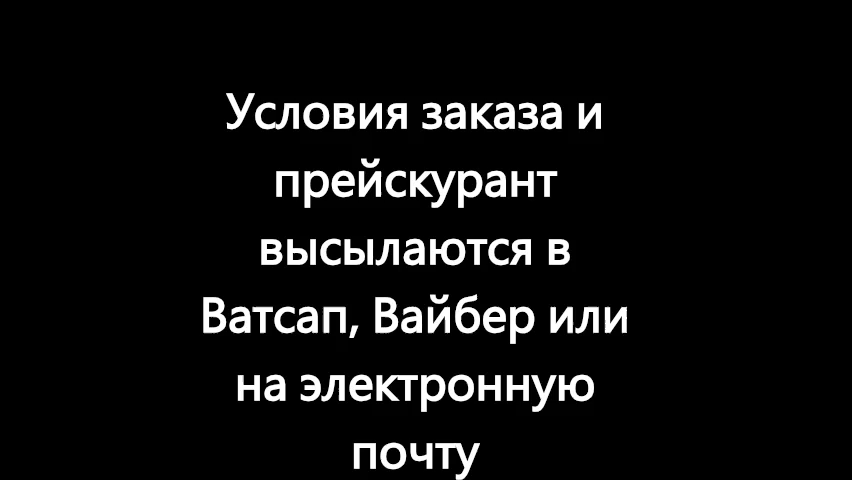 Условия заказа и
прейскурант
высылаются в
Ватсап, Вайбер или
на электронную
почту